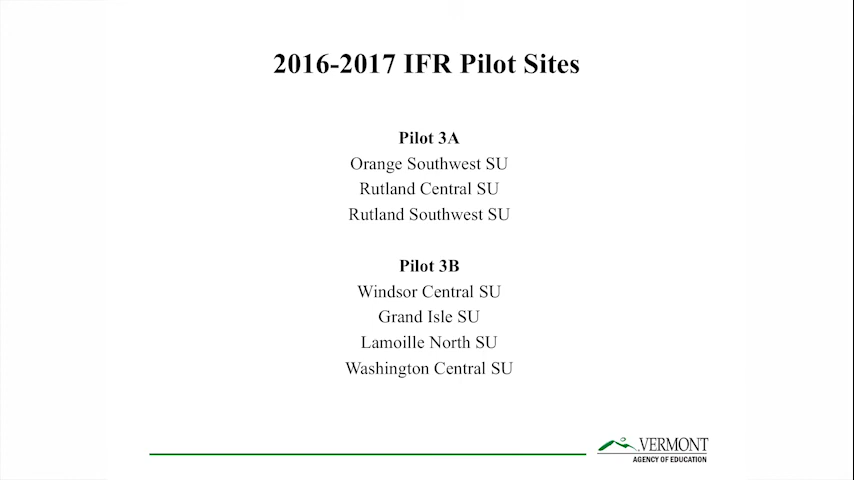 2016-2017 IFR Pilot Sites
Pilot 3A
Orange Southwest SU
Rutland Central SU
Rutland Southwest SU
Pilot 3B
Windsor Central SU
Grand Isle SU
Lamoille North SU
Washington Central SU
VERMONT
AGENCY OF EDUCATION